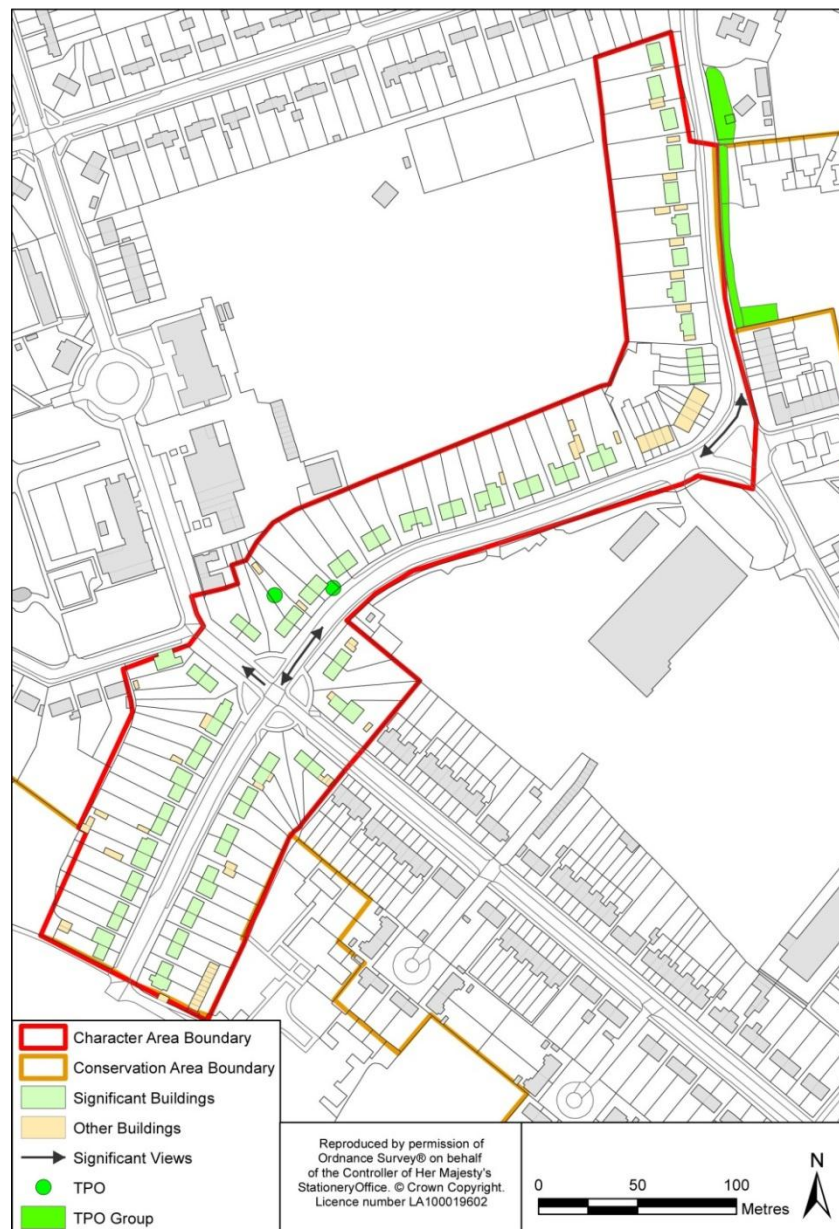 Character Area Boundary
Conservation Area Boundary
Significant Buildings
Other Buildings
Significant Views
TPO
TPO Group
Reproduced by permission of
Ordnance Survey® on behalf
of the Controller of Her Majesty's
StationeryOffice. © Crown Copyright.
Licence number LA100019602
0 50 100
Metres
N